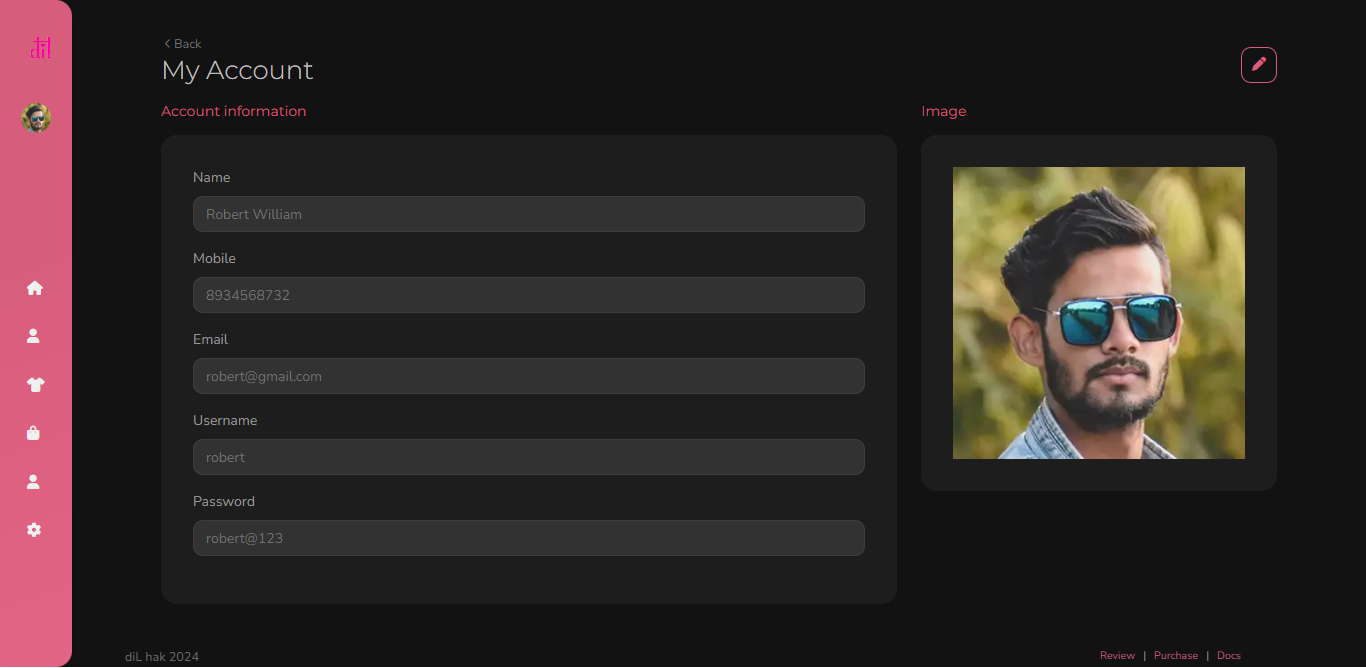 dil
Back
My Account
Account information
Image
Name
Robert William
Mobile
8934568732
Email
robert@gmail.com
Username
robert
Password
robert@123
diL hak 2024
Review | Purchase | Docs